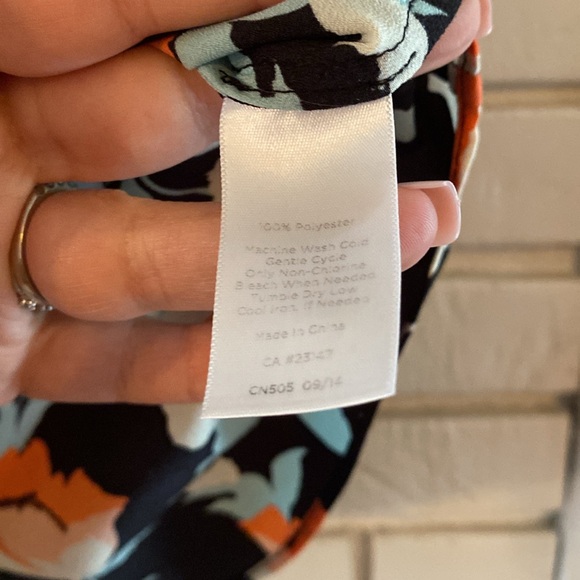 100% Polyester
Machine Wash Cold
Gentle Cycle
Only Non-Chlorine
Bleach When Needed
Tumble Dry Low
Cool Iron, If Needed
Made In China
CA
CN505 09/14